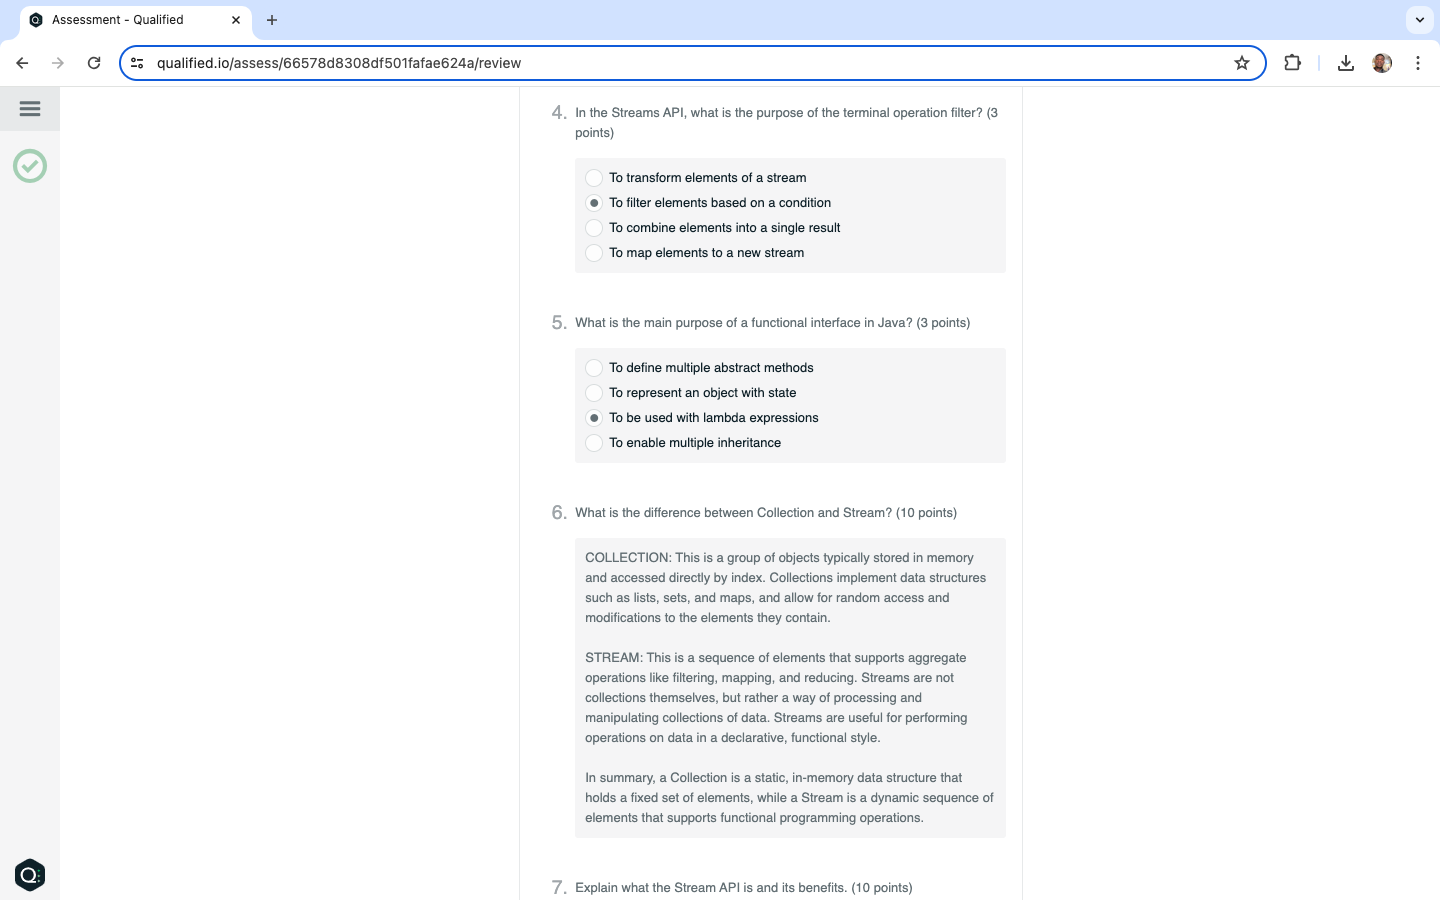 Assessment - Qualified
qualified.io/assess/66578d8308df501fafae624a/review
4. In the Streams API, what is the purpose of the terminal operation filter? (3
points)
To transform elements of a stream
To filter elements based on a condition
To combine elements into a single result
To map elements to a new stream
5. What is the main purpose of a functional interface in Java? (3 points)
To define multiple abstract methods
To represent an object with state
To be used with lambda expressions
To enable multiple inheritance
6. What is the difference between Collection and Stream? (10 points)
COLLECTION: This is a group of objects typically stored in memory
and accessed directly by index. Collections implement data structures
such as lists, sets, and maps, and allow for random access and
modifications to the elements they contain.
STREAM: This is a sequence of elements that supports aggregate
operations like filtering, mapping, and reducing. Streams are not
collections themselves, but rather a way of processing and
manipulating collections of data. Streams are useful for performing
operations on data in a declarative, functional style.
In summary, a Collection is a static, in-memory data structure that
holds a fixed set of elements, while a Stream is a dynamic sequence of
elements that supports functional programming operations.
7. Explain what the Stream API is and its benefits. (10 points)